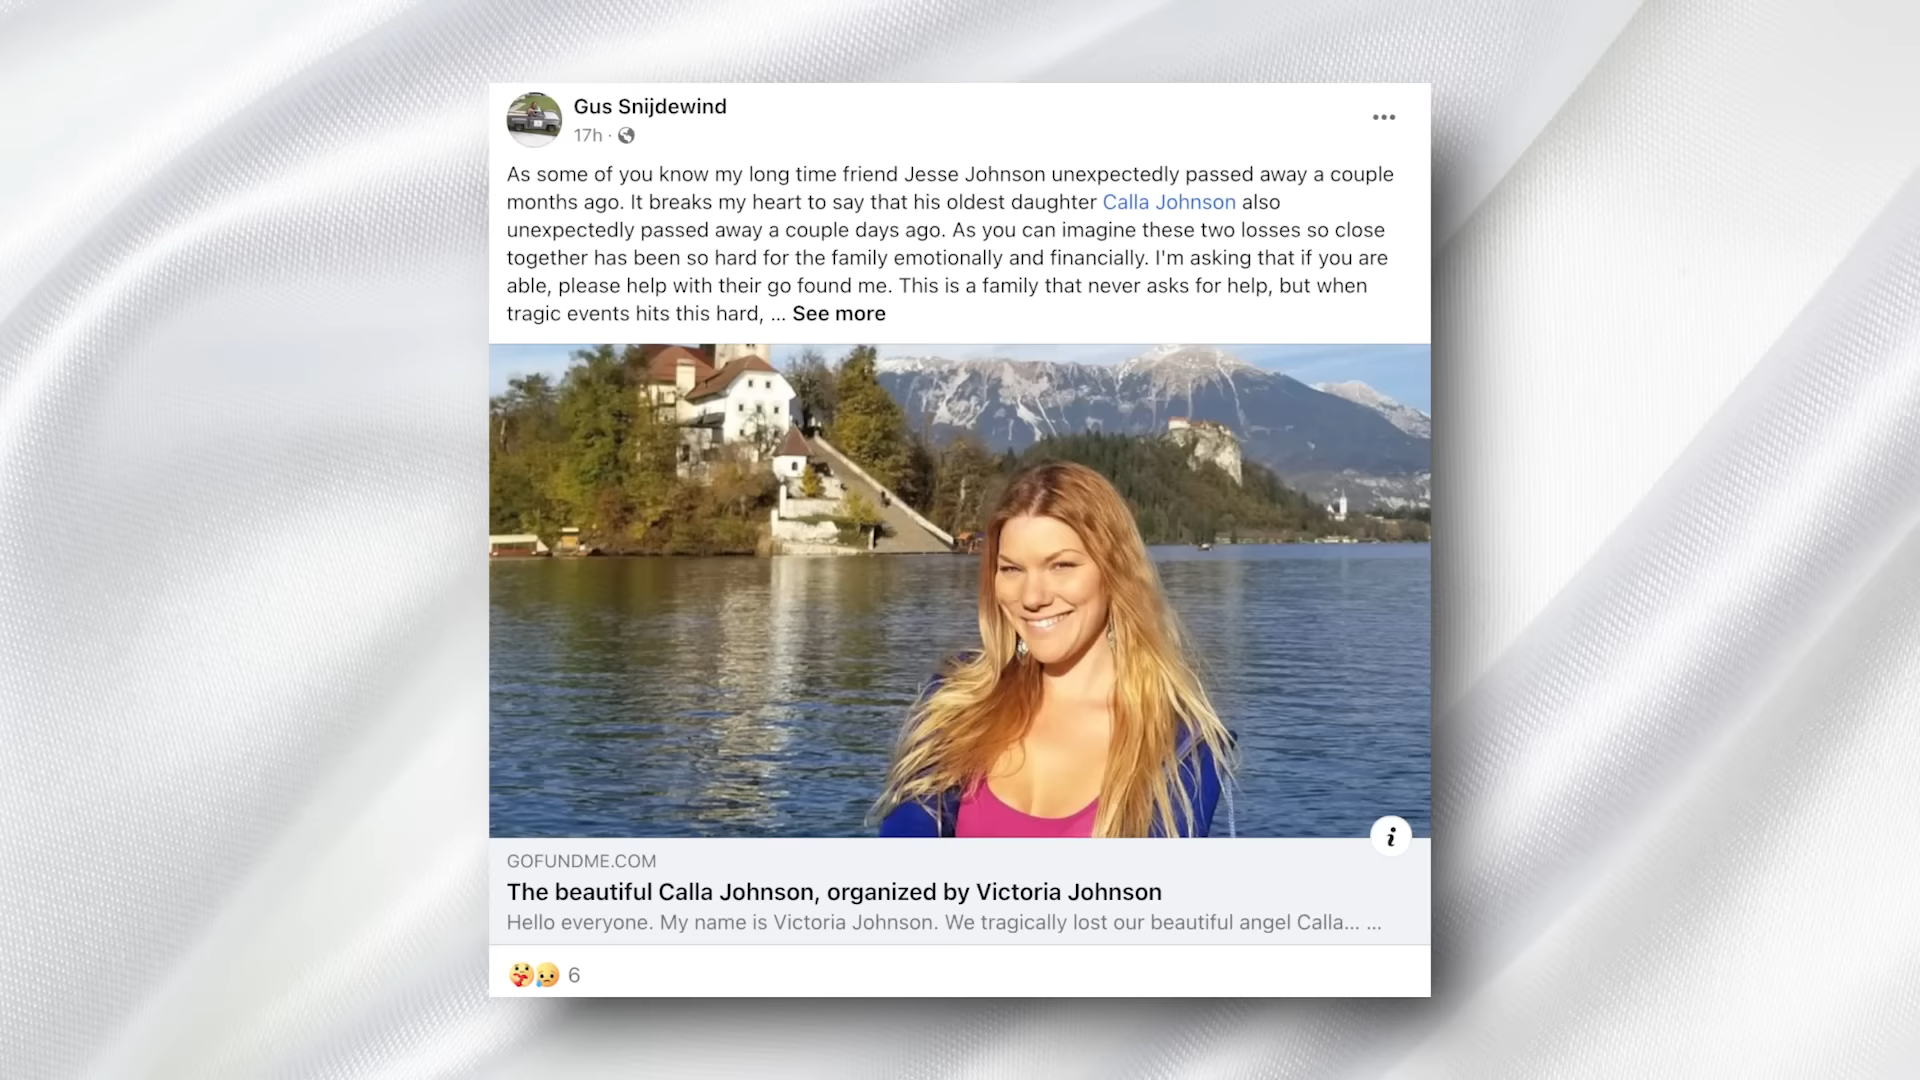 Gus Snijdewind
17h ·
As some of you know my long time friend Jesse Johnson unexpectedly passed away a couple
months ago. It breaks my heart to say that his oldest daughter Calla Johnson also
unexpectedly passed away a couple days ago. As you can imagine these two losses so close
together has been so hard for the family emotionally and financially. I'm asking that if you are
able, please help with their go found me. This is a family that never asks for help, but when
tragic events hits this hard, ... See more
i
GOFUNDME.COM
The beautiful Calla Johnson, organized by Victoria Johnson
Hello everyone. My name is Victoria Johnson. We tragically lost our beautiful angel Calla... ...
6